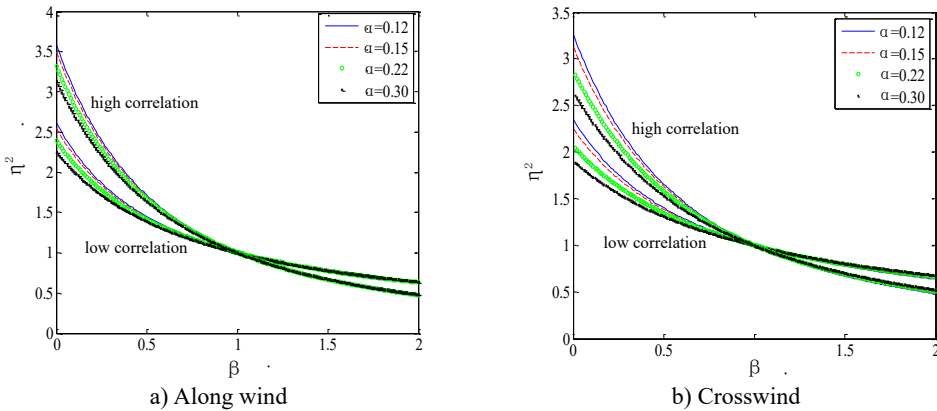 4
3.5
3
2.5
2
1.5
1
0.5
0
η²
0 0.5 1 1.5 2
β
high correlation
low correlation
α=0.12
α=0.15
α=0.22
α=0.30
a) Along wind
3.5
3
2.5
2
1.5
1
0.5
0
η²
0 0.5 1 1.5 2
β
high correlation
low correlation
α=0.12
α=0.15
α=0.22
α=0.30
b) Crosswind